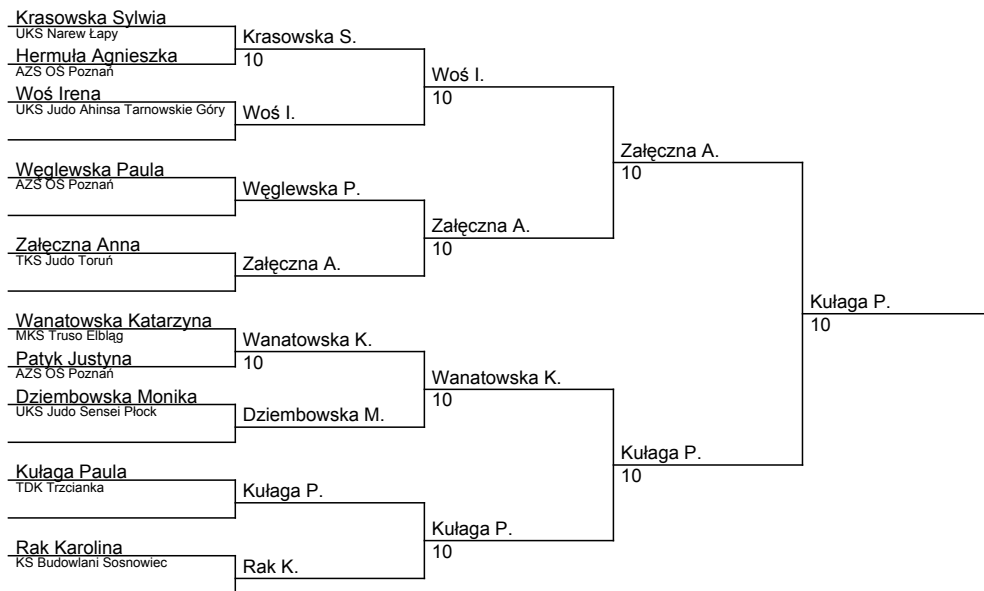 Krasowska Sylwia
UKS Narew Łapy
Hermuła Agnieszka
AZS OŚ Poznań
Woś Irena
UKS Judo Ahinsa Tarnowskie Góry
Węglewska Paula
AZS OŚ Poznań
Załęczna Anna
TKS Judo Toruń
Wanatowska Katarzyna
MKS Truso Elbląg
Patyk Justyna
AZS OŚ Poznań
Dziembowska Monika
UKS Judo Sensei Płock
Kułaga Paula
TDK Trzcianka
Rak Karolina
KS Budowlani Sosnowiec
Krasowska S.
10
Woś I.
Węglewska P.
Załęczna A.
Wanatowska K.
10
Dziembowska M.
Kułaga P.
Rak K.
Woś I.
10
Załęczna A.
10
Wanatowska K.
10
Kułaga P.
10
Załęczna A.
10
Kułaga P.
10
Kułaga P.
10